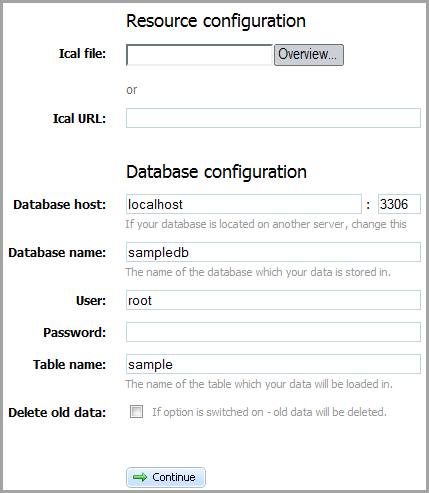 Resource configuration
Ical file: Overview...
or
Ical URL:
Database configuration
Database host: localhost : 3306
If your database is located on another server, change this
Database name: sampledb
The name of the database which your data is stored in.
User: root
Password:
Table name: sample
The name of the table which your data will be loaded in.
Delete old data: If option is switched on - old data will be deleted.
Continue